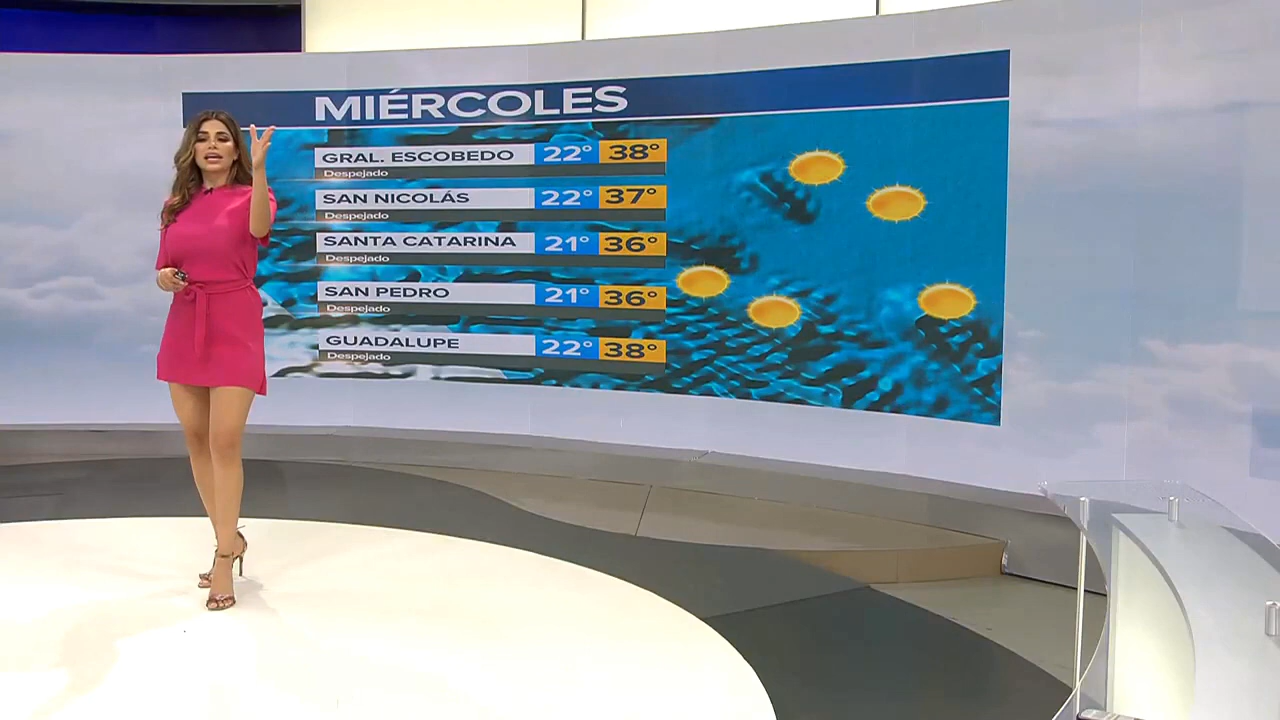 MIÉRCOLES
GRAL. ESCOBEDO 22° 38°
Despejado
SAN NICOLÁS 22° 37°
Despejado
SANTA CATARINA 21° 36°
Despejado
SAN PEDRO 21° 36°
Despejado
GUADALUPE 22° 38°
Despejado